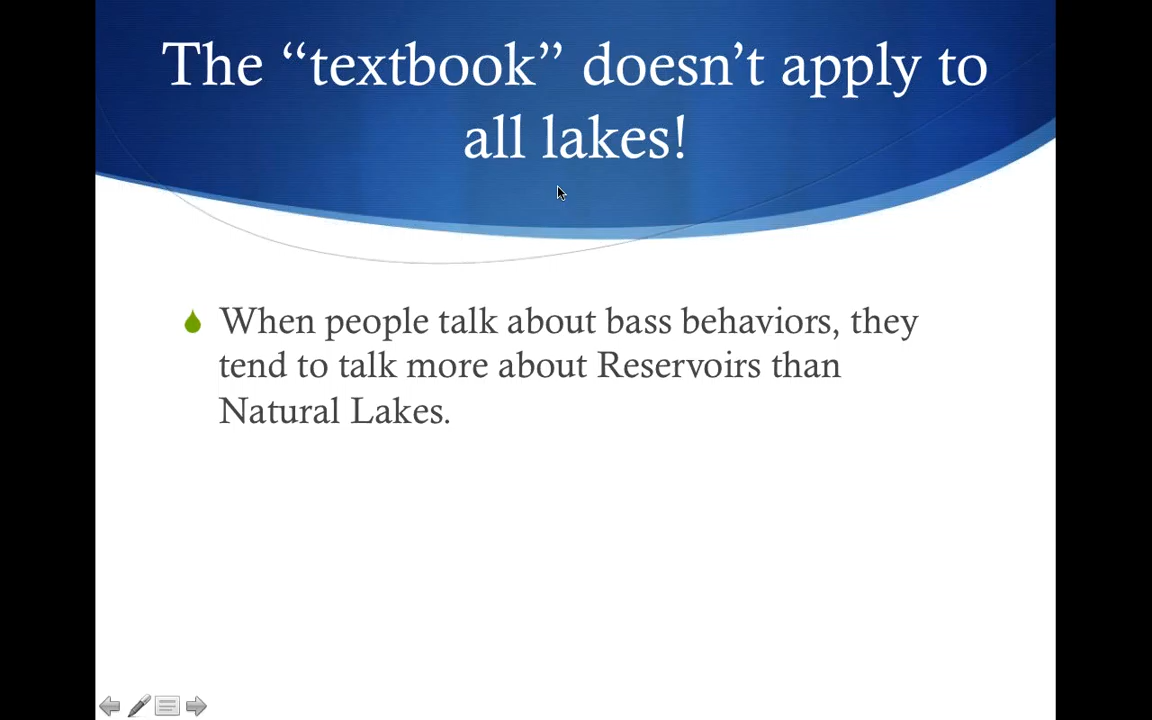 The “textbook” doesn’t apply to
all lakes!
When people talk about bass behaviors, they
tend to talk more about Reservoirs than
Natural Lakes.